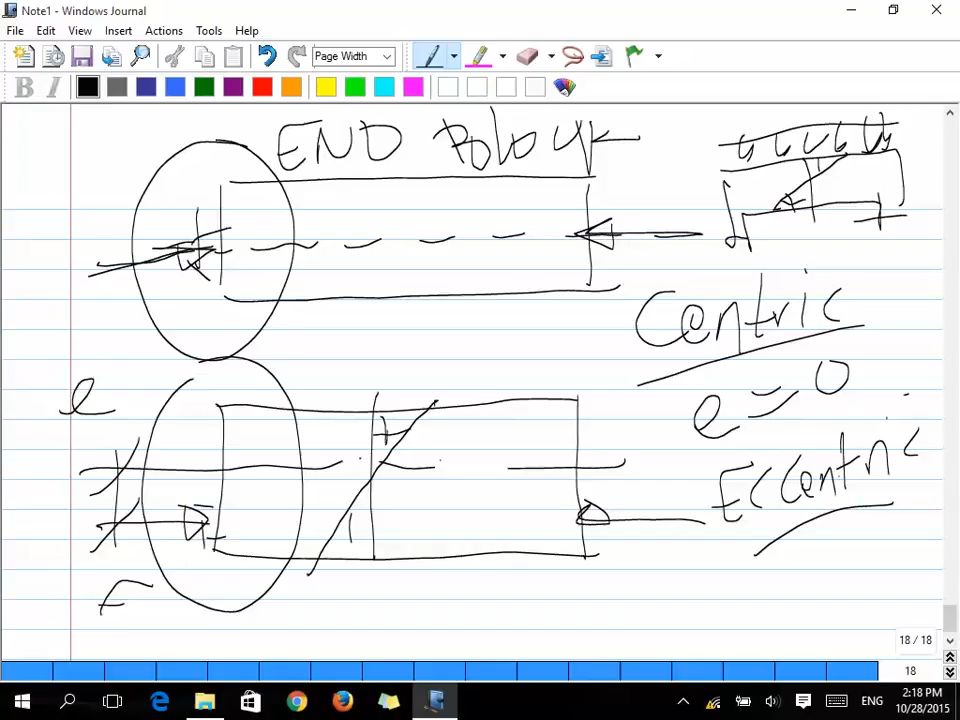 Note1 - Windows Journal
File Edit View Insert Actions Tools Help
Page Width
B I
END Block
Centric
e = 0
e
Eccentric
+
F
18 / 18
18
ENG
2:18 PM
10/28/2015